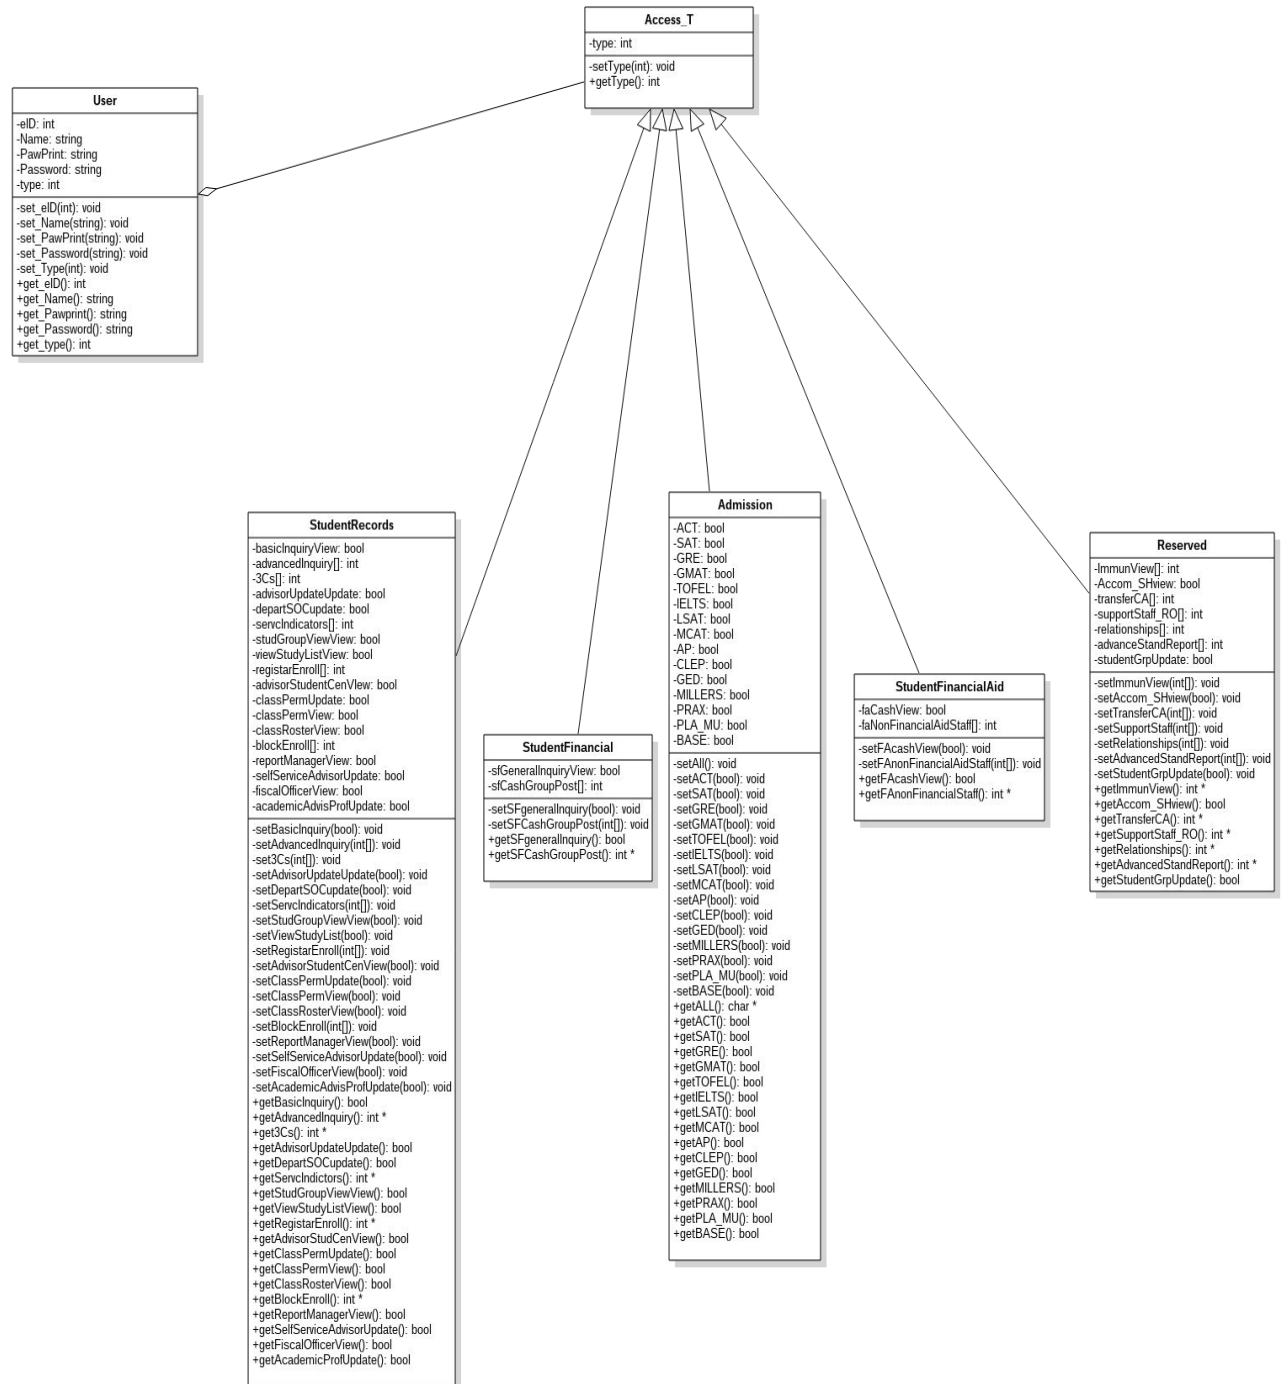 Access_T
-type: int
-setType(int): void
+getType(): int
User
-eID: int
-Name: string
-PawPrint: string
-Password: string
-type: int
-set_eID(int): void
-set_Name(string): void
-set_PawPrint(string): void
-set_Password(string): void
-set_Type(int): void
+get_eID(): int
+get_Name(): string
+get_Pawprint(): string
+get_Password(): string
+get_type(): int
StudentRecords
-basicInquiryView: bool
-advancedInquiry[]: int
-3Cs[]: int
-advisorUpdateUpdate: bool
-departSOCupdate: bool
-servcIndicators[]: int
-studGroupViewView: bool
-viewStudyListView: bool
-registarEnroll[]: int
-advisorStudentCenVIew: bool
-classPermUpdate: bool
-classPermView: bool
-classRosterView: bool
-blockEnroll[]: int
-reportManagerView: bool
-selfServiceAdvisorUpdate: bool
-fiscalOfficerView: bool
-academicAdvisProfUpdate: bool
-setBasicInquiry(bool): void
-setAdvancedInquiry(int[]): void
-set3Cs(int[]): void
-setAdvisorUpdateUpdate(bool): void
-setDepartSOCupdate(bool): void
-setServcIndicators(int[]): void
-setStudGroupViewView(bool): void
-setViewStudyList(bool): void
-setRegistarEnroll(int[]): void
-setAdvisorStudentCenView(bool): void
-setClassPermUpdate(bool): void
-setClassPermView(bool): void
-setClassRosterView(bool): void
-setBlockEnroll(int[]): void
-setReportManagerView(bool): void
-setSelfServiceAdvisorUpdate(bool): void
-setFiscalOfficerView(bool): void
-setAcademicAdvisProfUpdate(bool): void
+getBasicInquiry(): bool
+getAdvancedInquiry(): int *
+get3Cs(): int *
+getAdvisorUpdateUpdate(): bool
+getDepartSOCupdate(): bool
+getServcIndictors(): int *
+getStudGroupViewView(): bool
+getViewStudyListView(): bool
+getRegistarEnroll(): int *
+getAdvisorStudCenView(): bool
+getClassPermUpdate(): bool
+getClassPermView(): bool
+getClassRosterView(): bool
+getBlockEnroll(): int *
+getReportManagerView(): bool
+getSelfServiceAdvisorUpdate(): bool
+getFiscalOfficerView(): bool
+getAcademicProfUpdate(): bool
StudentFinancial
-sfGeneralInquiryView: bool
-sfCashGroupPost[]: int
-setSFgeneralInquiry(bool): void
-setSFCashGroupPost(int[]): void
+getSFgeneralInquiry(): bool
+getSFCashGroupPost(): int *
Admission
-ACT: bool
-SAT: bool
-GRE: bool
-GMAT: bool
-TOFEL: bool
-IELTS: bool
-LSAT: bool
-MCAT: bool
-AP: bool
-CLEP: bool
-GED: bool
-MILLERS: bool
-PRAX: bool
-PLA_MU: bool
-BASE: bool
-setAll(): void
-setACT(bool): void
-setSAT(bool): void
-setGRE(bool): void
-setGMAT(bool): void
-setTOFEL(bool): void
-setIELTS(bool): void
-setLSAT(bool): void
-setMCAT(bool): void
-setAP(bool): void
-setCLEP(bool): void
-setGED(bool): void
-setMILLERS(bool): void
-setPRAX(bool): void
-setPLA_MU(bool): void
-setBASE(bool): void
+getALL(): char *
+getACT(): bool
+getSAT(): bool
+getGRE(): bool
+getGMAT(): bool
+getTOFEL(): bool
+getIELTS(): bool
+getLSAT(): bool
+getMCAT(): bool
+getAP(): bool
+getCLEP(): bool
+getGED(): bool
+getMILLERS(): bool
+getPRAX(): bool
+getPLA_MU(): bool
+getBASE(): bool
StudentFinancialAid
-faCashView: bool
-faNonFinancialAidStaff[]: int
-setFAcashView(bool): void
-setFAnonFinancialAidStaff(int[]): void
+getFAcashView(): bool
+getFAnonFinancialStaff(): int *
Reserved
-ImmunView[]: int
-Accom_SHview: bool
-transferCA[]: int
-supportStaff_RO[]: int
-relationships[]: int
-advanceStandReport[]: int
-studentGrpUpdate: bool
-setImmunView(int[]): void
-setAccom_SHview(bool): void
-setTransferCA(int[]): void
-setSupportStaff(int[]): void
-setRelationships(int[]): void
-setAdvancedStandReport(int[]): void
-setStudentGrpUpdate(bool): void
+getImmunView(): int *
+getAccom_SHview(): bool
+getTransferCA(): int *
+getSupportStaff_RO(): int *
+getRelationships(): int *
+getAdvancedStandReport(): int *
+getStudentGrpUpdate(): bool